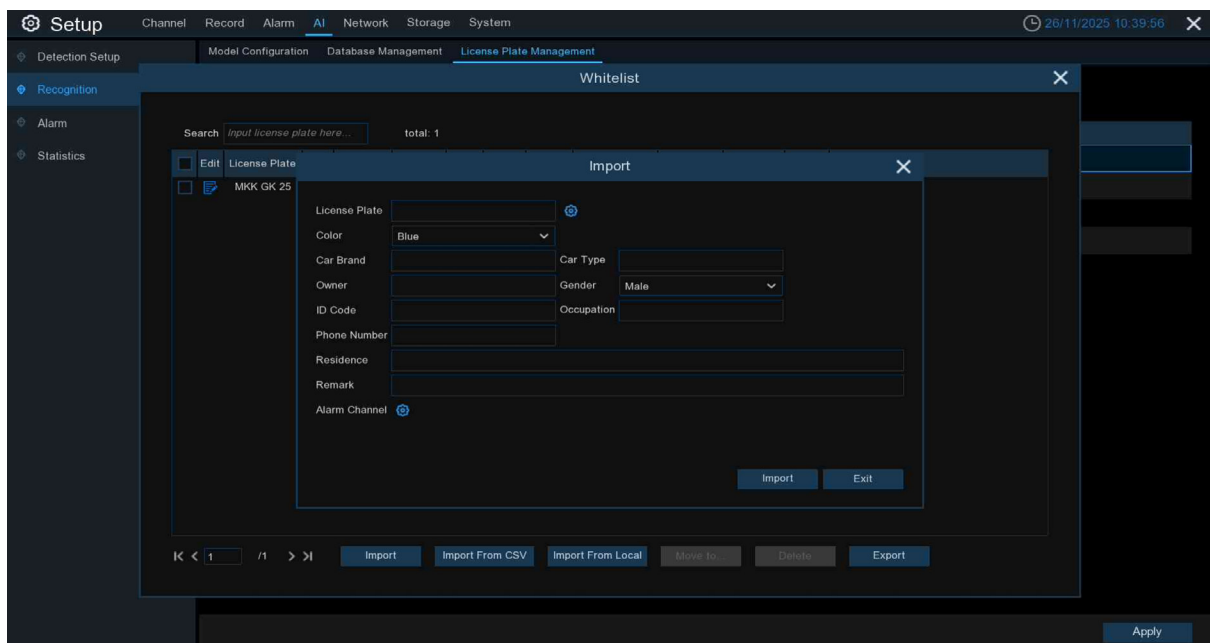 Setup Channel Record Alarm AI Network Storage System 26/11/2025 10:39:56
Detection Setup
Recognition
Alarm
Statistics
Model Configuration Database Management License Plate Management
Whitelist
Search Input license plate here... total: 1
Edit License Plate
MKK GK 25
Import
License Plate
Color Blue
Car Brand Car Type
Owner Gender Male
ID Code Occupation
Phone Number
Residence
Remark
Alarm Channel
Import Exit
1 /1 Import Import From CSV Import From Local Move to... Delete Export
Apply